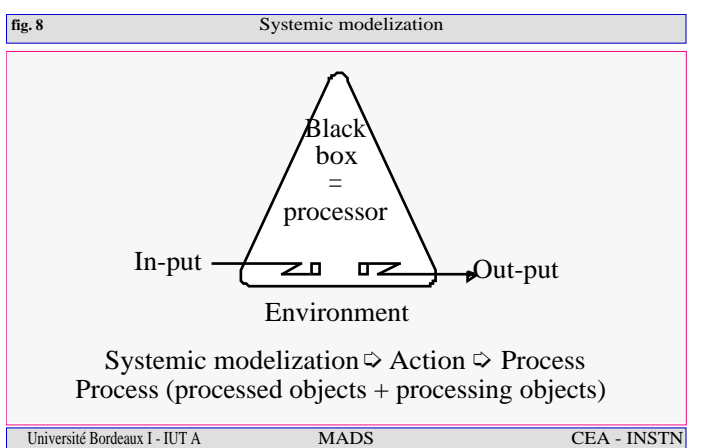 fig. 8 Systemic modelization
Black
box
=
processor
In-put
Out-put
Environment
Systemic modelization ➪ Action ➪ Process
Process (processed objects + processing objects)
Université Bordeaux I - IUT A MADS CEA - INSTN